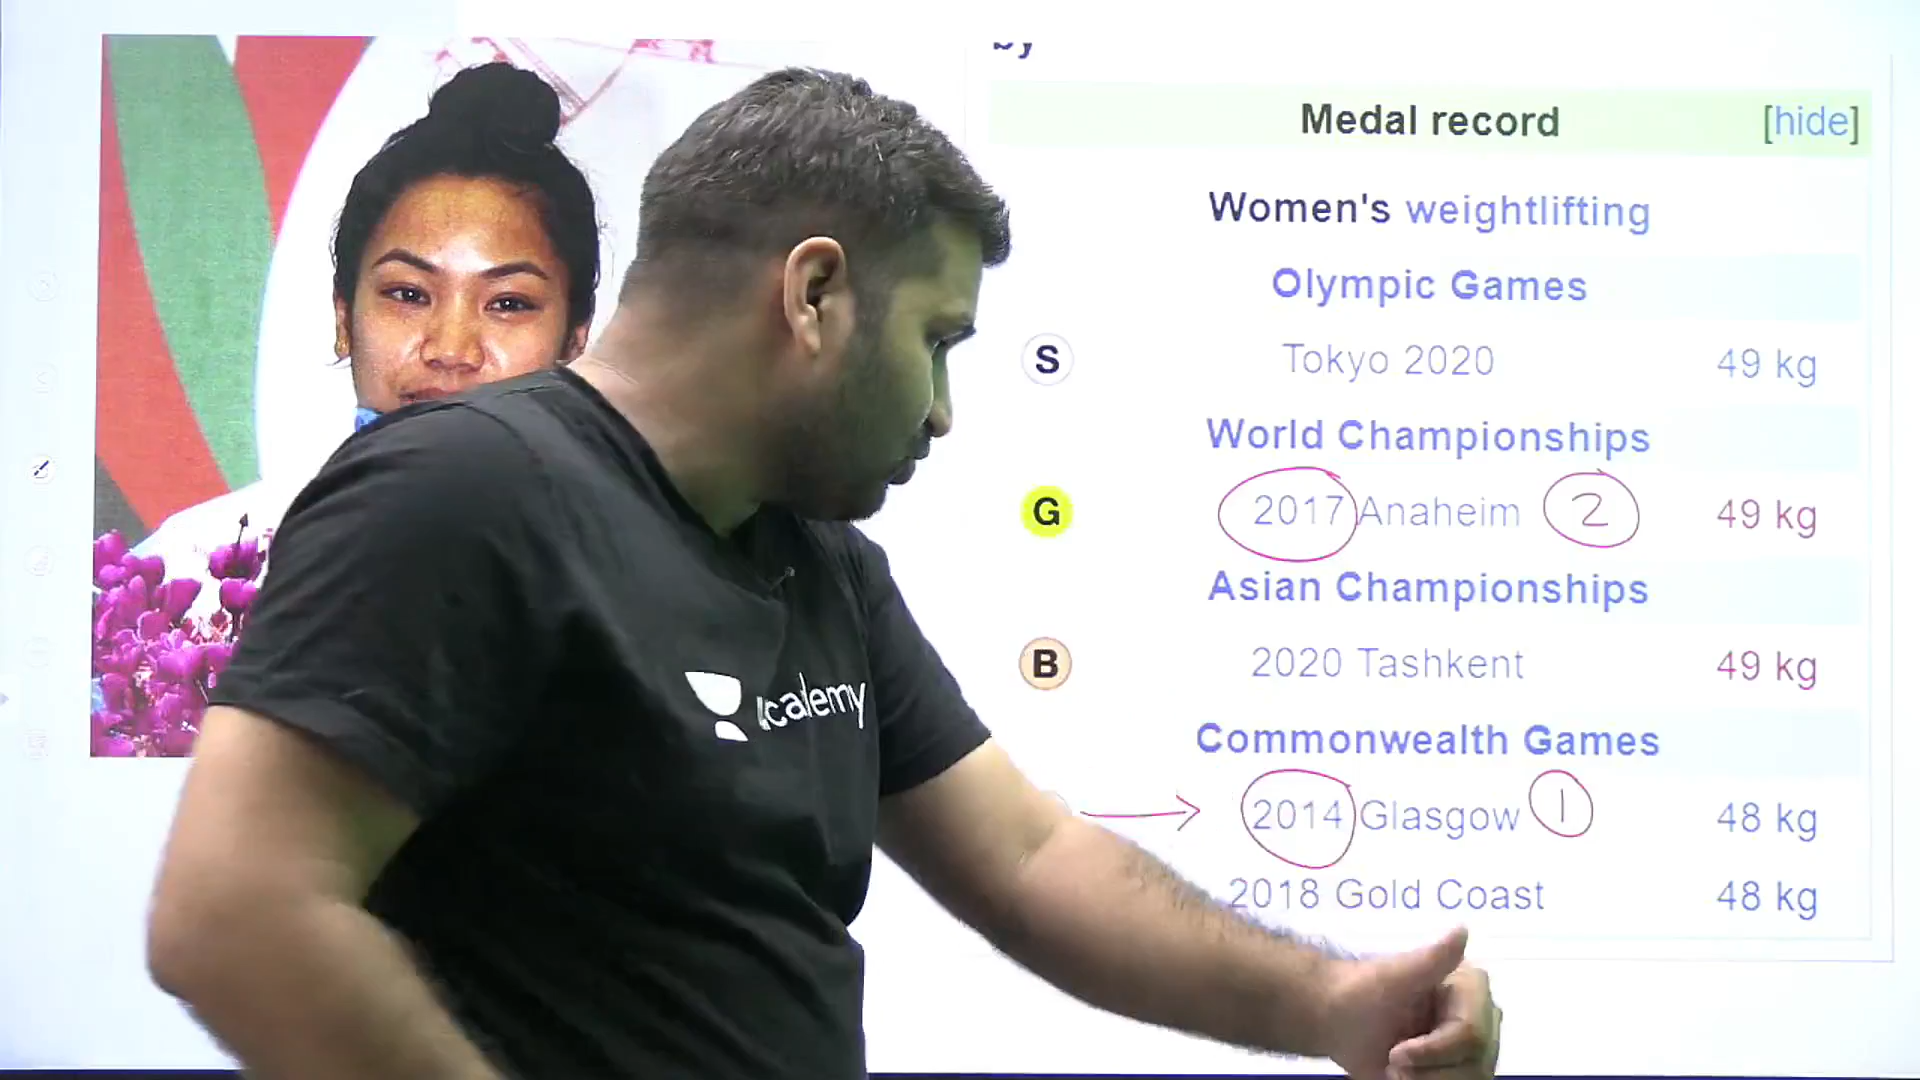 by
Medal record [hide]
Women's weightlifting
Olympic Games
S Tokyo 2020 49 kg
World Championships
G 2017 Anaheim 2 49 kg
Asian Championships
B 2020 Tashkent 49 kg
Commonwealth Games
2014 Glasgow 1 48 kg
2018 Gold Coast 48 kg